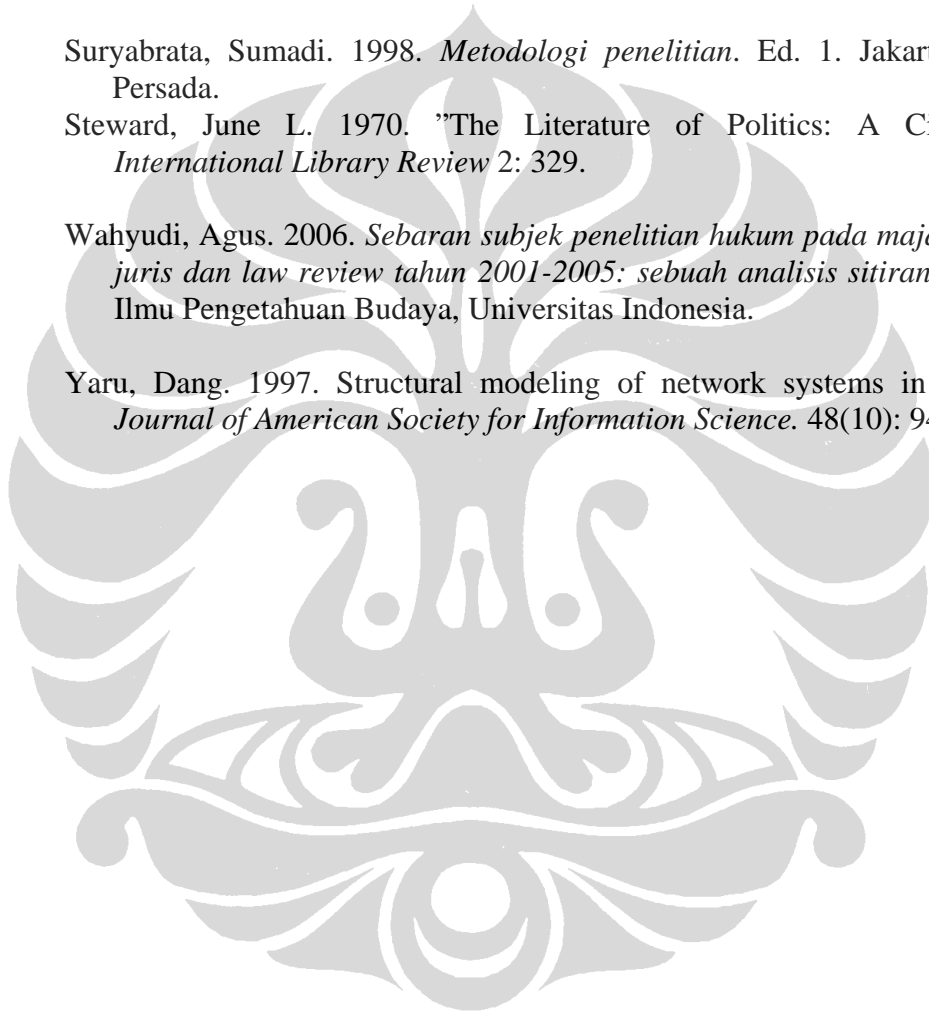 Suryabrata, Sumadi. 1998. Metodologi penelitian. Ed. 1.
Persada.
Steward, June L. 1970. ”The Literature of Politics: A
International Library Review 2: 329.
Wahyudi, Agus. 2006. Sebaran subjek penelitian hukum pada
juris dan law review tahun 2001-2005: sebuah analisis sitiran
Ilmu Pengetahuan Budaya, Universitas Indonesia.
Yaru, Dang. 1997. Structural modeling of network systems in
Journal of American Society for Information Science. 48(10):